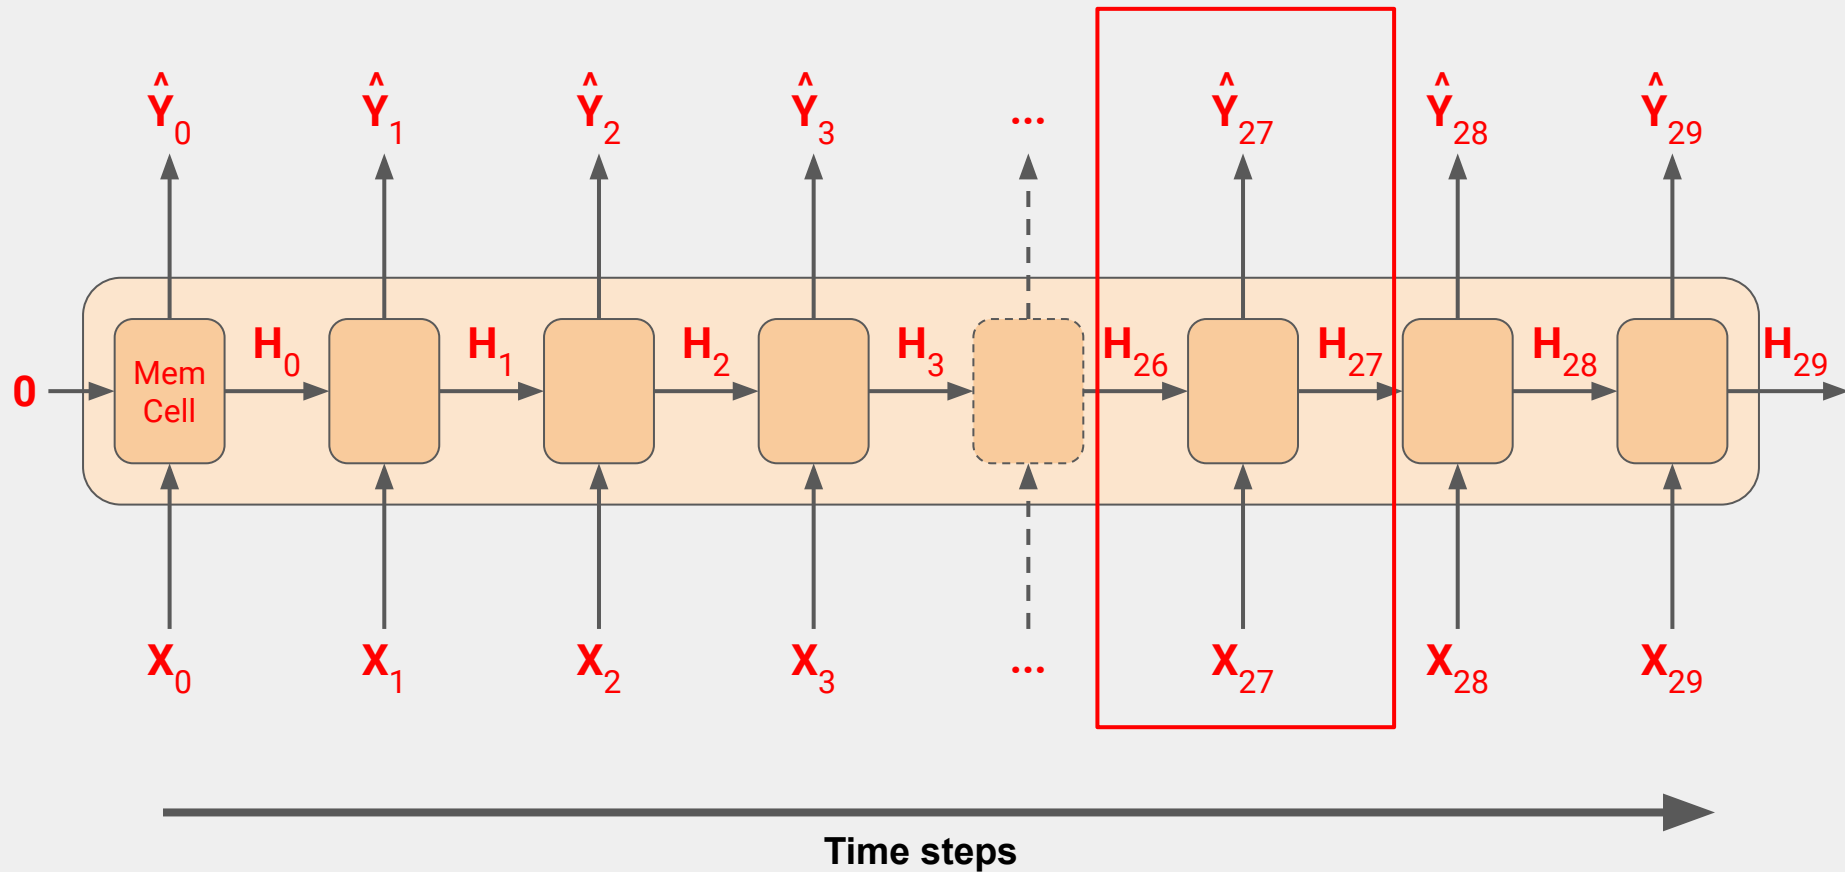 Ŷ0 Ŷ1 Ŷ2 Ŷ3 ... Ŷ27 Ŷ28 Ŷ29
0 Mem Cell H0 H1 H2 H3 H26 H27 H28 H29
X0 X1 X2 X3 ... X27 X28 X29
Time steps